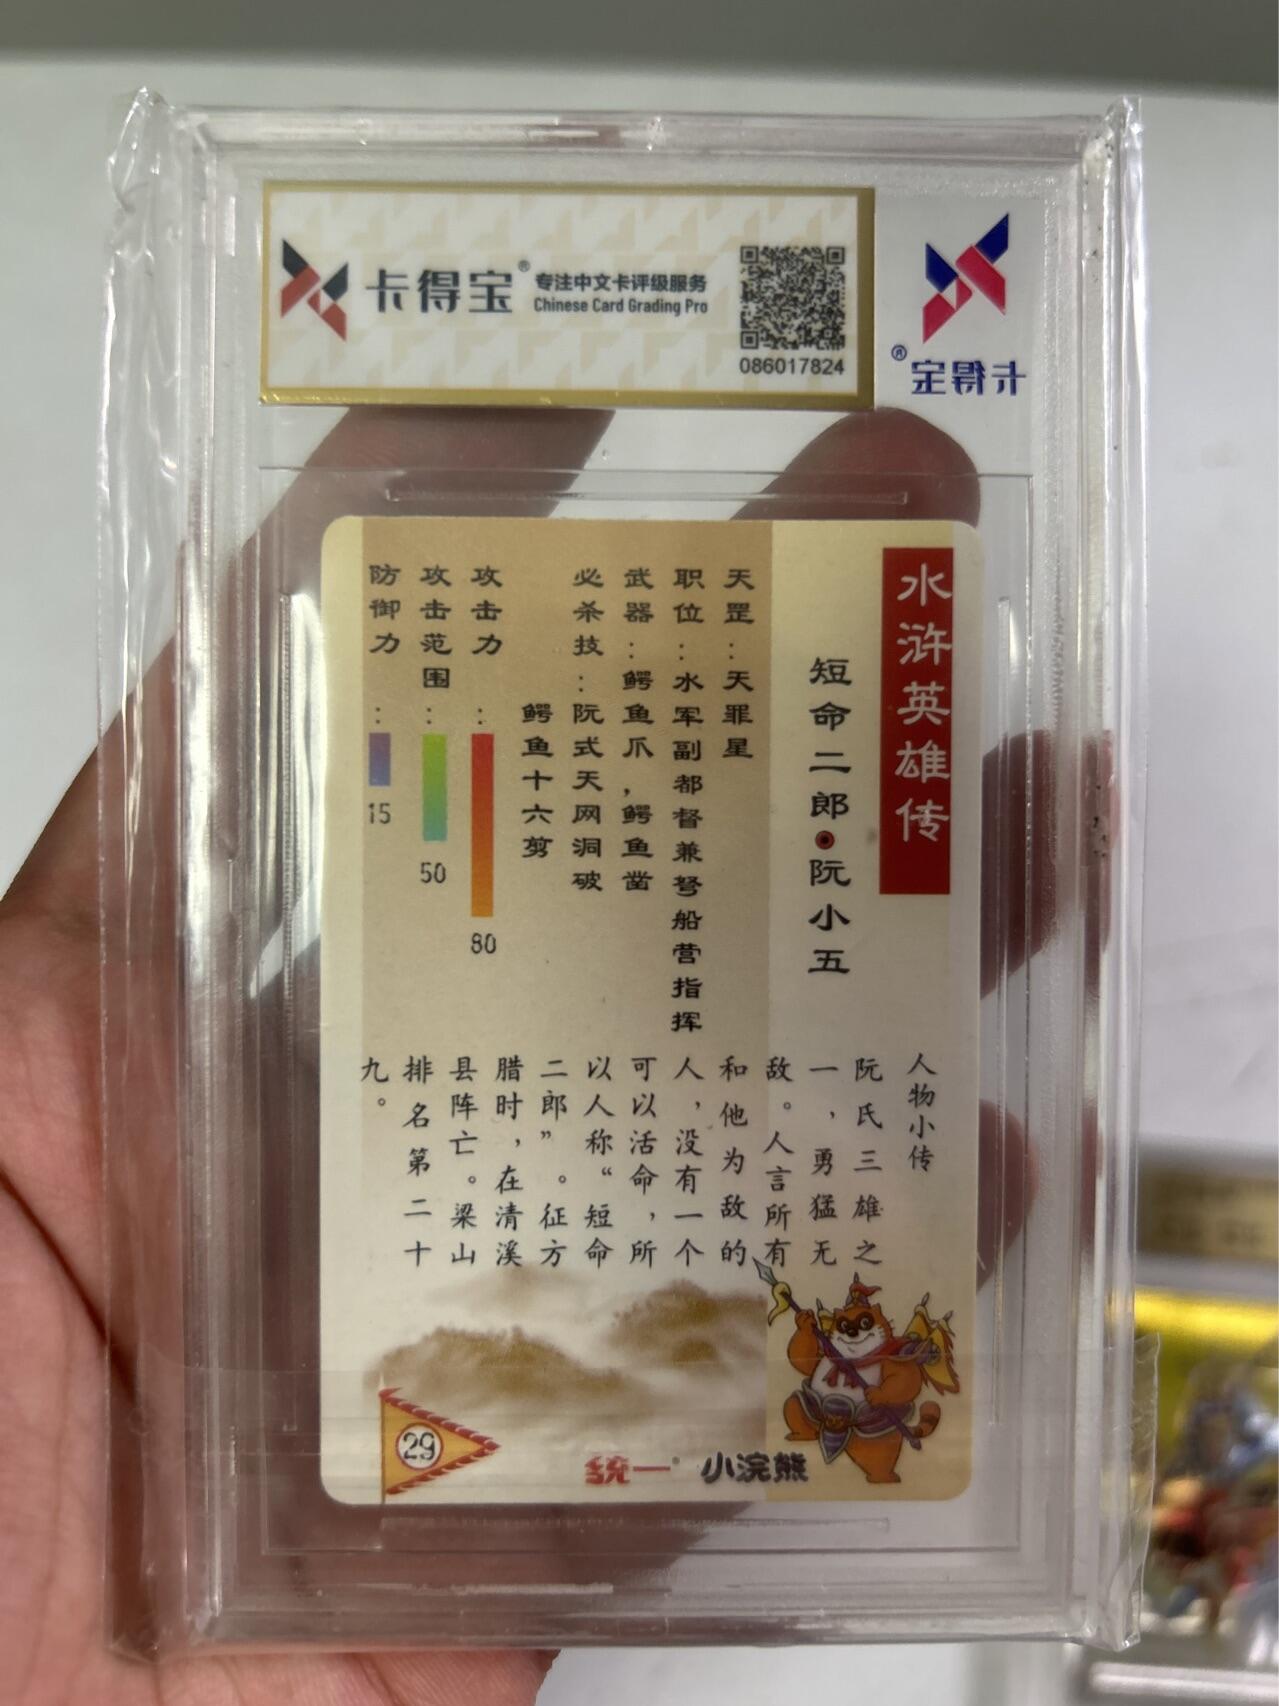 卡得宝®
专注中文卡评级服务
Chinese Card Grading Pro
086017824
卡得宝®
水浒英雄传
短命二郎●阮小五
天罡:天罪星
职位:水军副都督兼弩船营指挥
武器:鳄鱼爪,鳄鱼凿
必杀技:阮式天网洞破
鳄鱼十六剪
攻击力:80
攻击范围:50
防御力:15
人物小传
阮氏三雄之
一,勇猛无
敌。人言所有
和他为敌的
人,没有一个
可以活命,所
以人称“短命
二郎”。征方
腊时,在清溪
县阵亡。梁山
排名第二十
九。
29
统一
小浣熊